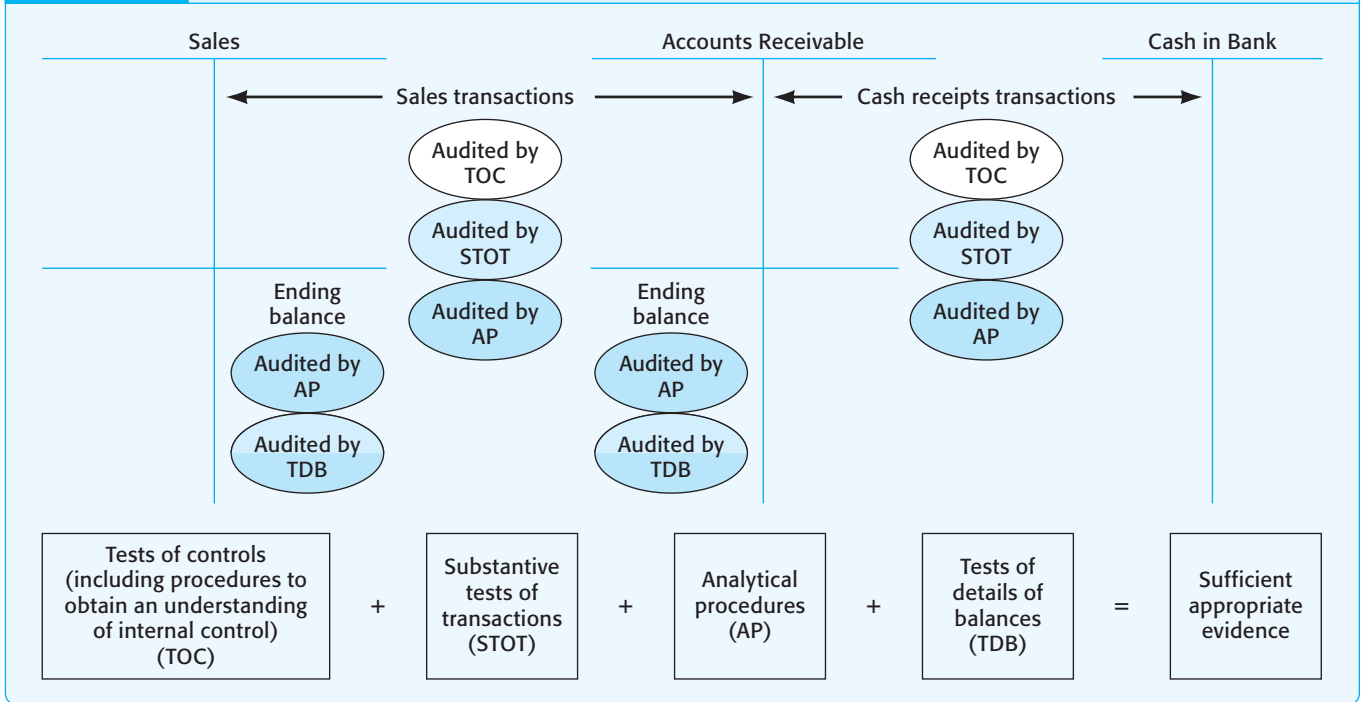 Sales
Accounts Receivable
Cash in Bank
Sales transactions
Cash receipts transactions
Audited by
TOC
Audited by
STOT
Audited by
AP
Audited by
TOC
Audited by
STOT
Audited by
AP
Ending
balance
Audited by
AP
Audited by
TDB
Ending
balance
Audited by
AP
Audited by
TDB
Tests of controls
(including procedures to
obtain an understanding
of internal control)
(TOC)
+
Substantive
tests of
transactions
(STOT)
+
Analytical
procedures
(AP)
+
Tests of
details of
balances
(TDB)
=
Sufficient
appropriate
evidence